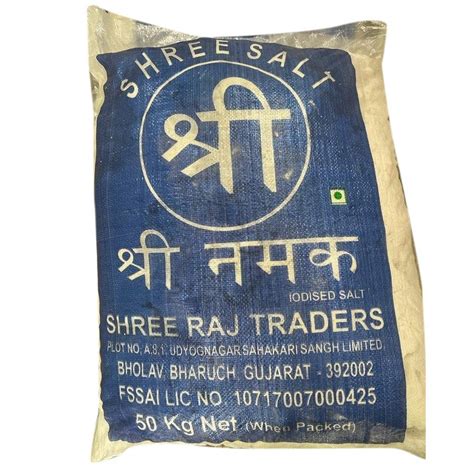 SHREE SALT
श्री
श्री नमक
IODISED SALT
SHREE RAJ TRADERS
PLOT NO. A.8.1, UDYOGNAGAR SAHAKARI SANGH LIMITED
BHOLAV BHARUCH GUJARAT - 392002
FSSAI LIC NO. 10717007000425
50 Kg Net (When Packed)